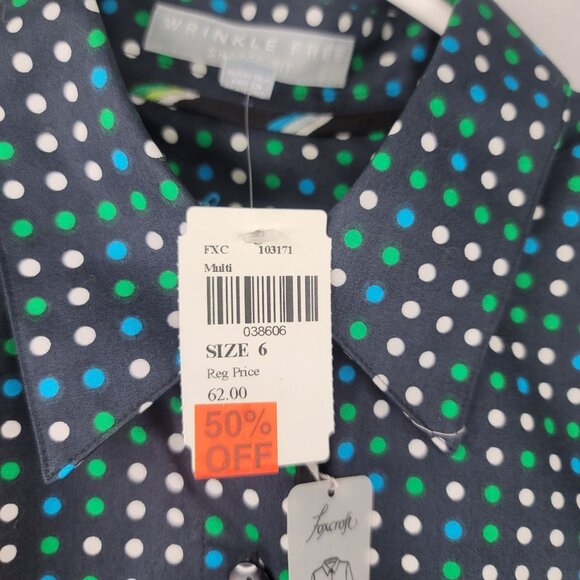 WRINKLE FREE
FXC 103171
Multi
038606
SIZE 6
Reg Price
62.00
50%
OFF
Foxcroft